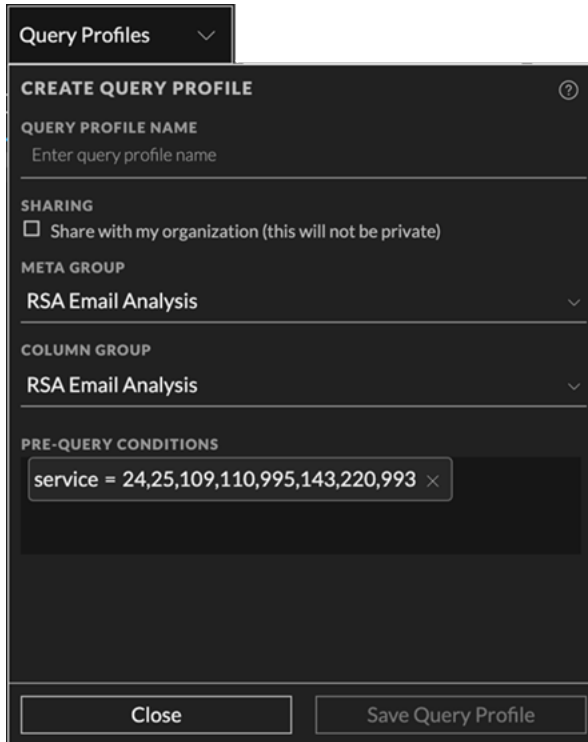 Query Profiles
CREATE QUERY PROFILE
QUERY PROFILE NAME
Enter query profile name
SHARING
Share with my organization (this will not be private)
META GROUP
RSA Email Analysis
COLUMN GROUP
RSA Email Analysis
PRE-QUERY CONDITIONS
service = 24,25,109,110,995,143,220,993 ×
Close
Save Query Profile